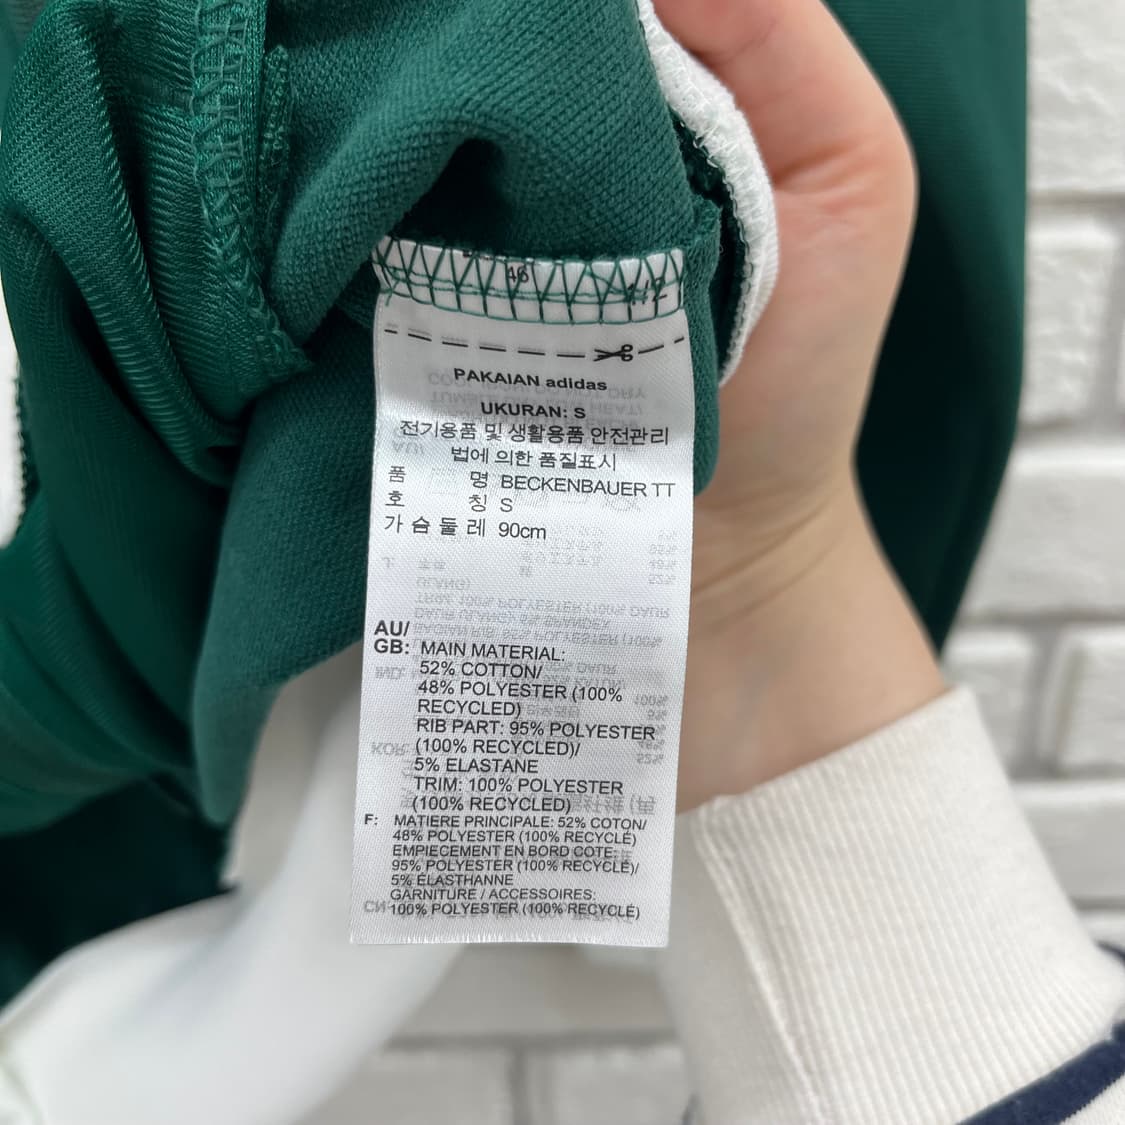 46
1/2
PAKAIAN adidas
UKURAN: S
전기용품 및 생활용품 안전관리
법에 의한 품질표시
품 명 BECKENBAUER TT
호 칭 S
가 슴 둘 레 90cm
AU/
GB: MAIN MATERIAL:
52% COTTON/
48% POLYESTER (100%
RECYCLED)
RIB PART: 95% POLYESTER
(100% RECYCLED)/
5% ELASTANE
TRIM: 100% POLYESTER
(100% RECYCLED)
F: MATIERE PRINCIPALE: 52% COTON/
48% POLYESTER (100% RECYCLÉ)
EMPIECEMENT EN BORD COTE:
95% POLYESTER (100% RECYCLÉ)/
5% ÉLASTHANNE
GARNITURE / ACCESSOIRES:
100% POLYESTER (100% RECYCLÉ)